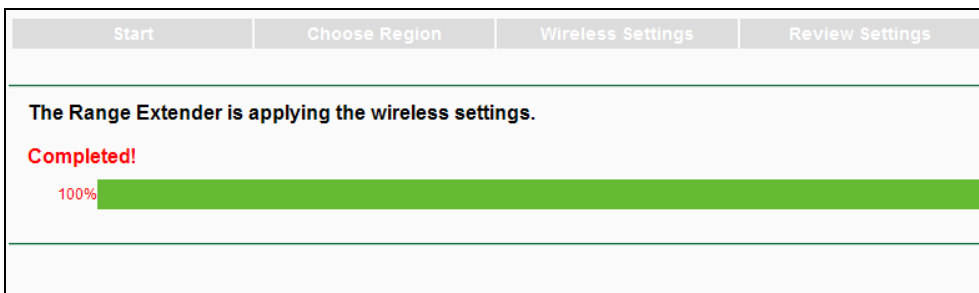 Start Choose Region Wireless Settings Review Settings
The Range Extender is applying the wireless settings.
Completed!
100%